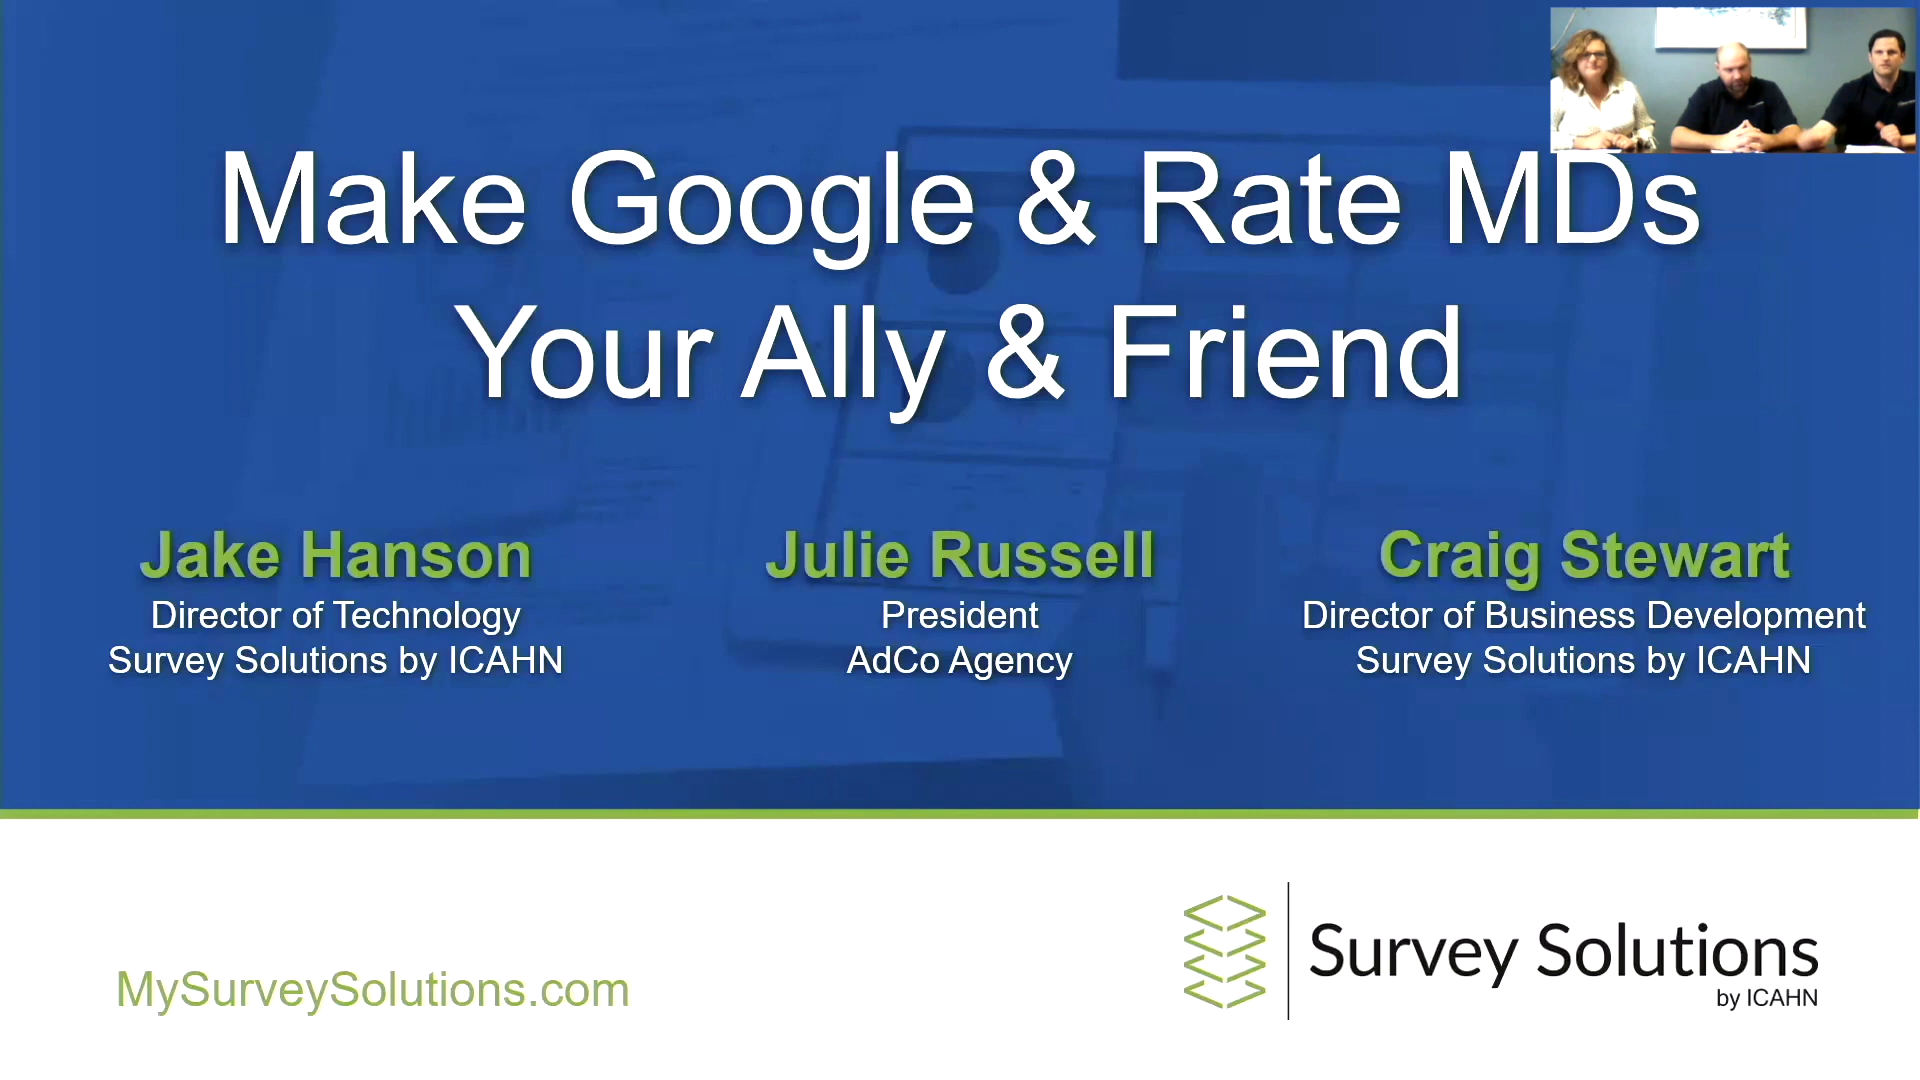 Make Google & Rate MDs
Your Ally & Friend
Jake Hanson
Director of Technology
Survey Solutions by ICAHN
Julie Russell
President
AdCo Agency
Craig Stewart
Director of Business Development
Survey Solutions by ICAHN
MySurveySolutions.com
Survey Solutions
by ICAHN